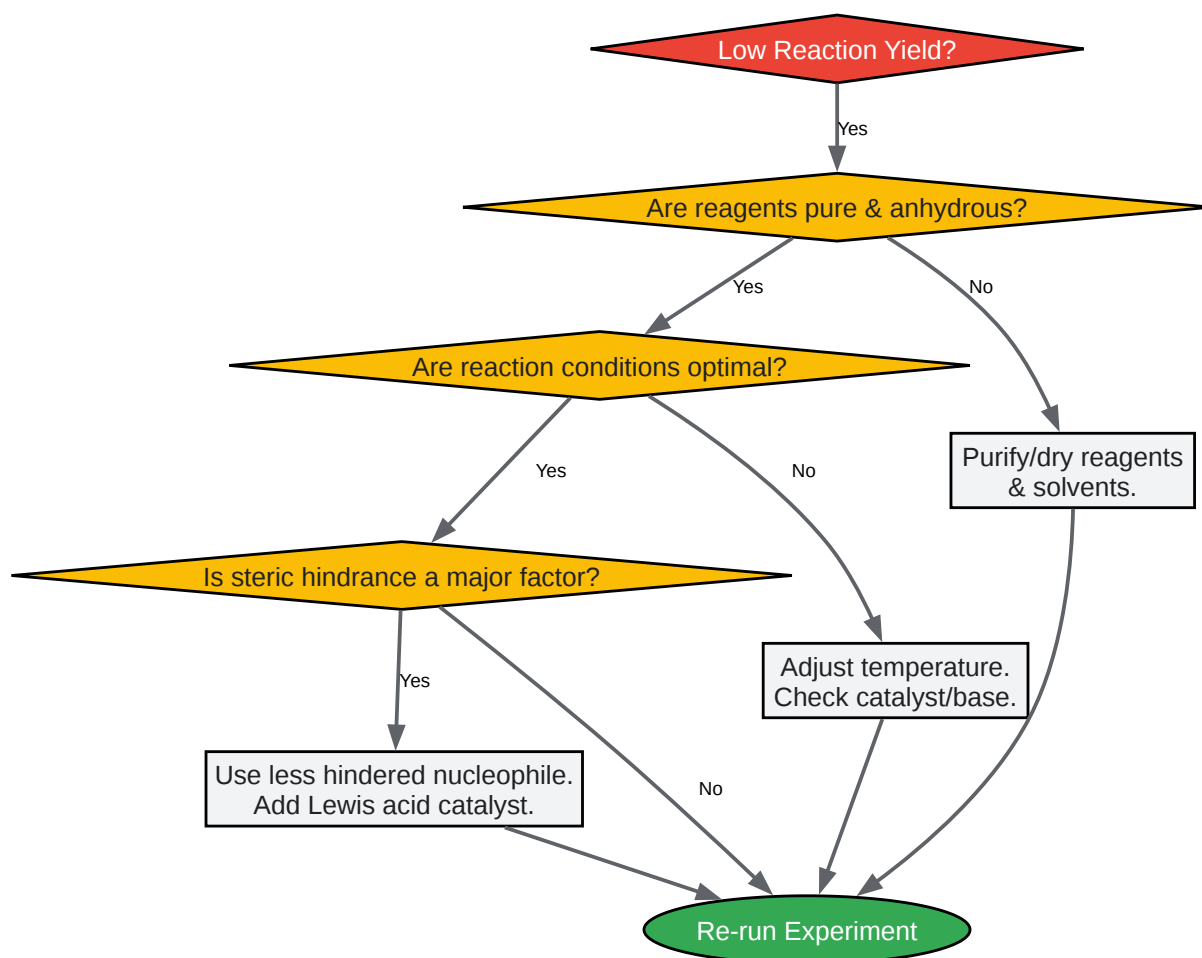 Low Reaction Yield?
Yes
Are reagents pure & anhydrous?
Yes
No
Are reaction conditions optimal?
Purify/dry reagents
& solvents.
Yes
No
Is steric hindrance a major factor?
Adjust temperature.
Check catalyst/base.
Yes
Use less hindered nucleophile.
Add Lewis acid catalyst.
No
Re-run Experiment